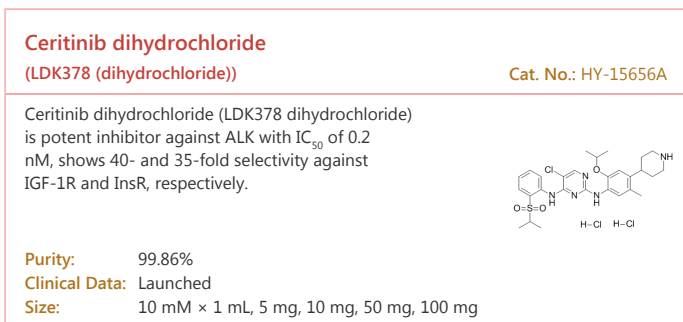 Ceritinib dihydrochloride
(LDK378 (dihydrochloride))
Cat. No.: HY-15656A
Ceritinib dihydrochloride (LDK378 dihydrochloride)
is potent inhibitor against ALK with IC50 of 0.2
nM, shows 40- and 35-fold selectivity against
IGF-1R and InsR, respectively.
NH
O
Cl
N
N
H
N
N
H
O=S=O
H-Cl H-Cl
Purity: 99.86%
Clinical Data: Launched
Size: 10 mM × 1 mL, 5 mg, 10 mg, 50 mg, 100 mg